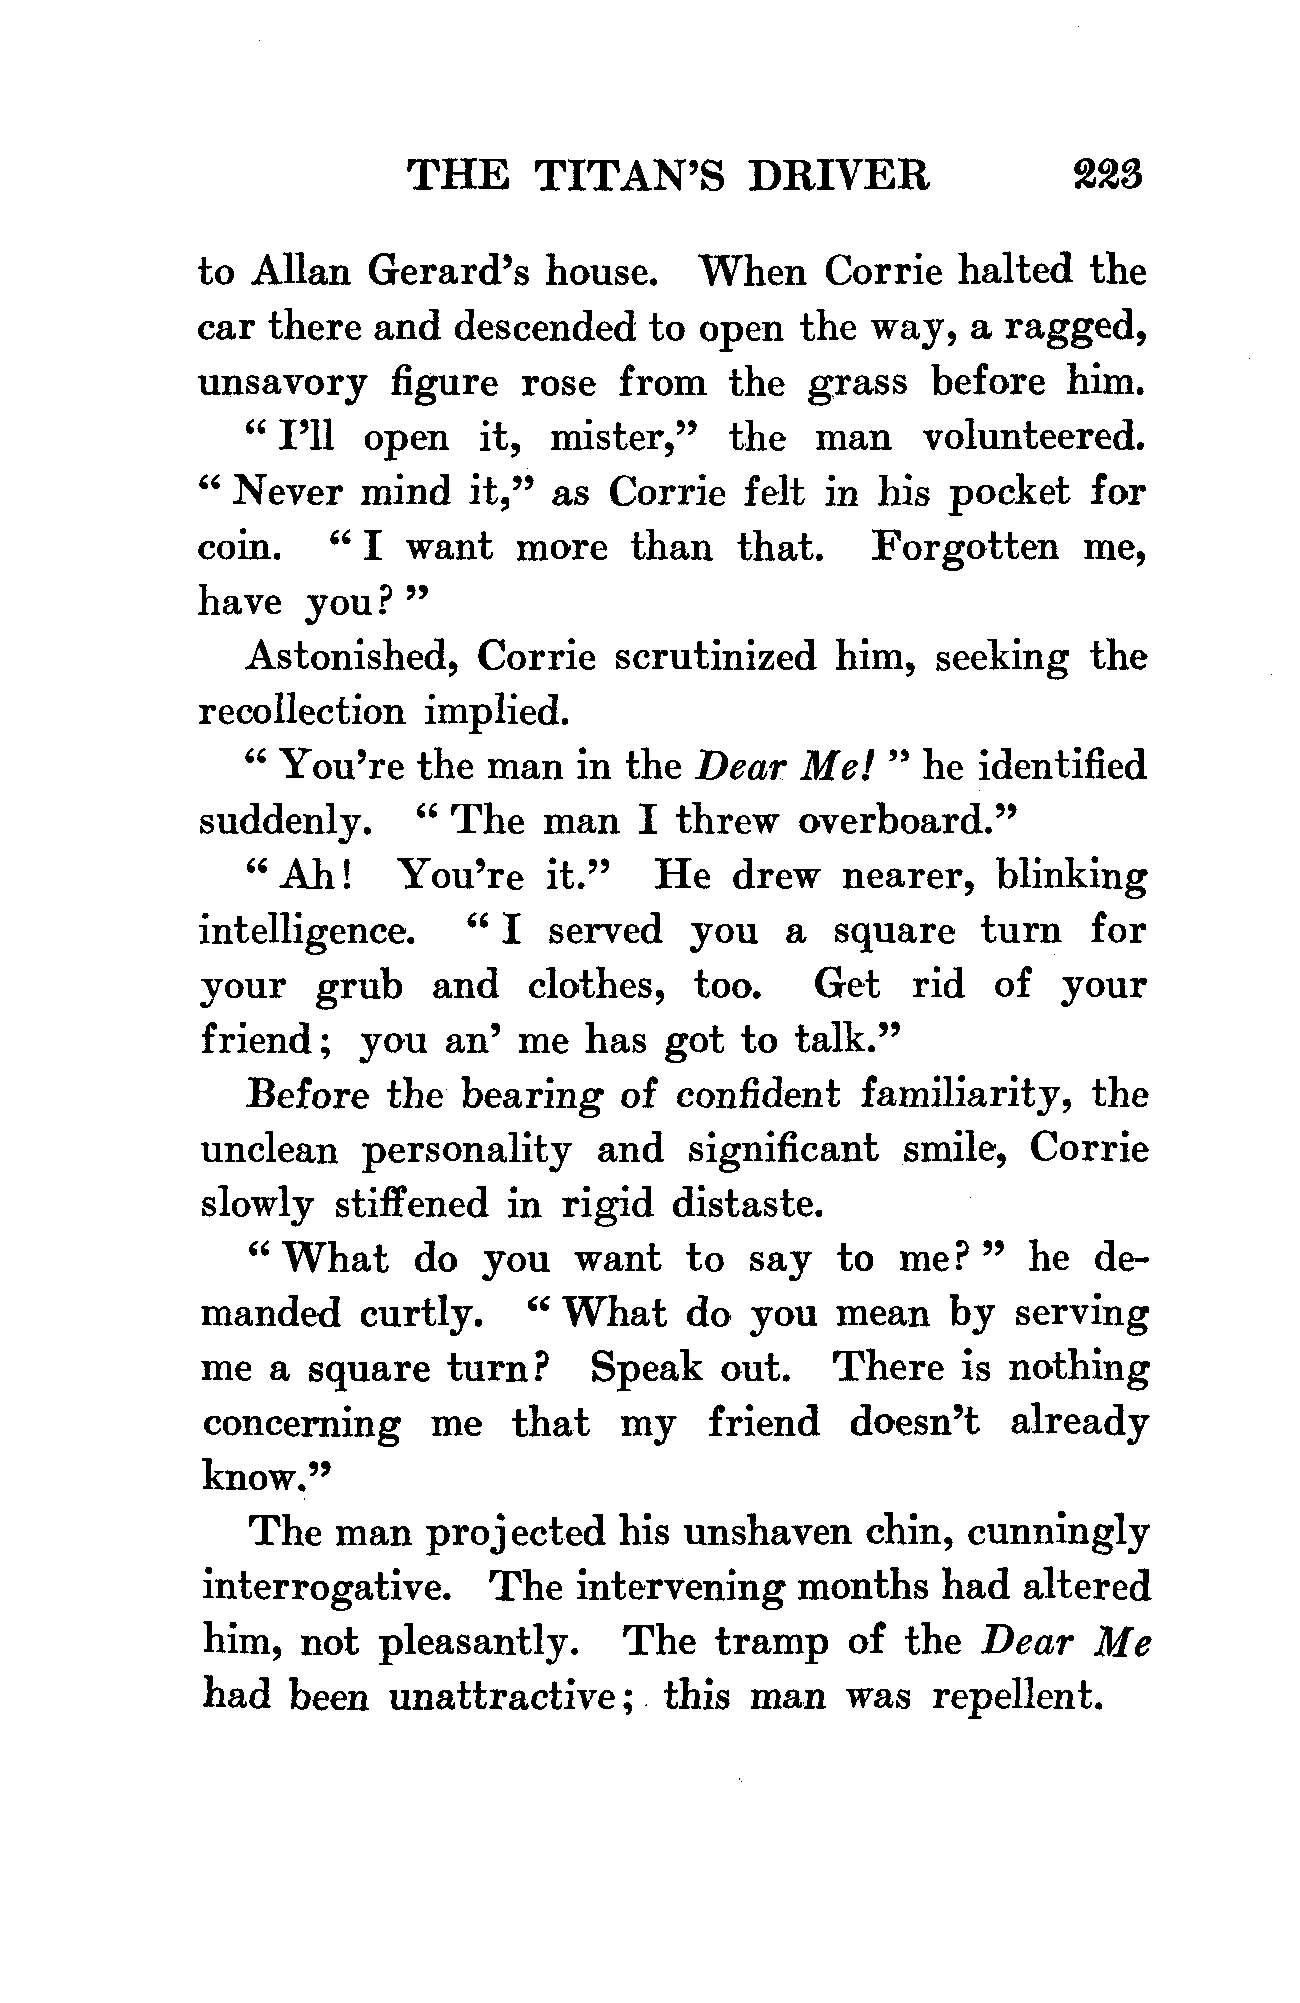 THE TITAN'S DRIVER 223
to Allan Gerard's house. When Corrie halted the
car there and descended to open the way, a ragged,
unsavory figure rose from the grass before him.
“ I'll open it, mister,” the man volunteered.
“ Never mind it,” as Corrie felt in his pocket for
coin. “ I want more than that. Forgotten me,
have you? ”
Astonished, Corrie scrutinized him, seeking the
recollection implied.
“ You're the man in the Dear Me! ” he identified
suddenly. “ The man I threw overboard.”
“ Ah! You're it.” He drew nearer, blinking
intelligence. “ I served you a square turn for
your grub and clothes, too. Get rid of your
friend; you an' me has got to talk.”
Before the bearing of confident familiarity, the
unclean personality and significant smile, Corrie
slowly stiffened in rigid distaste.
“ What do you want to say to me? ” he de-
manded curtly. “ What do you mean by serving
me a square turn? Speak out. There is nothing
concerning me that my friend doesn't already
know.”
The man projected his unshaven chin, cunningly
interrogative. The intervening months had altered
him, not pleasantly. The tramp of the Dear Me
had been unattractive; this man was repellent.